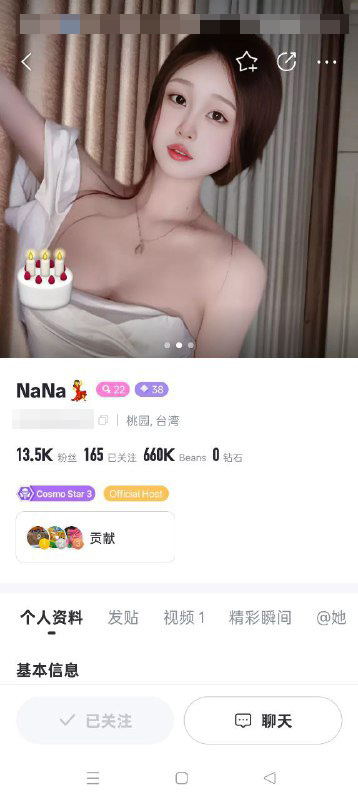 NaNa 22 38
桃园, 台湾
13.5K 粉丝 165 已关注 660K Beans 0 钻石
Cosmo Star 3 Official Host
贡献
个人资料 发贴 视频 1 精彩瞬间 @她
基本信息
已关注 聊天